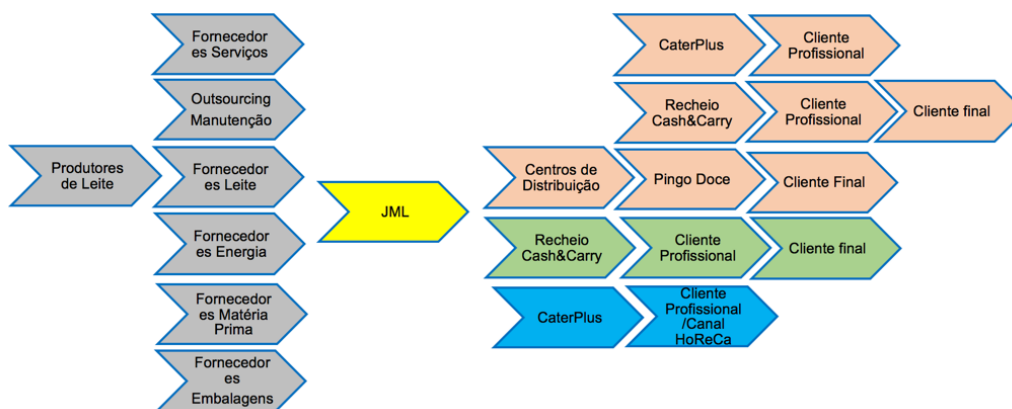 Fornecedor
es Serviços
CaterPlus
Cliente
Profissional
Outsourcing
Manutenção
Recheio
Cash&Carry
Cliente
Profissional
Cliente final
Produtores
de Leite
Fornecedor
es Leite
Centros de
Distribuição
Pingo Doce
Cliente Final
JML
Fornecedor
es Energia
Recheio
Cash&Carry
Cliente
Profissional
Cliente final
Fornecedor
es Matéria
Prima
CaterPlus
Cliente
Profissional
/Canal
HoReCa
Fornecedor
es
Embalagens